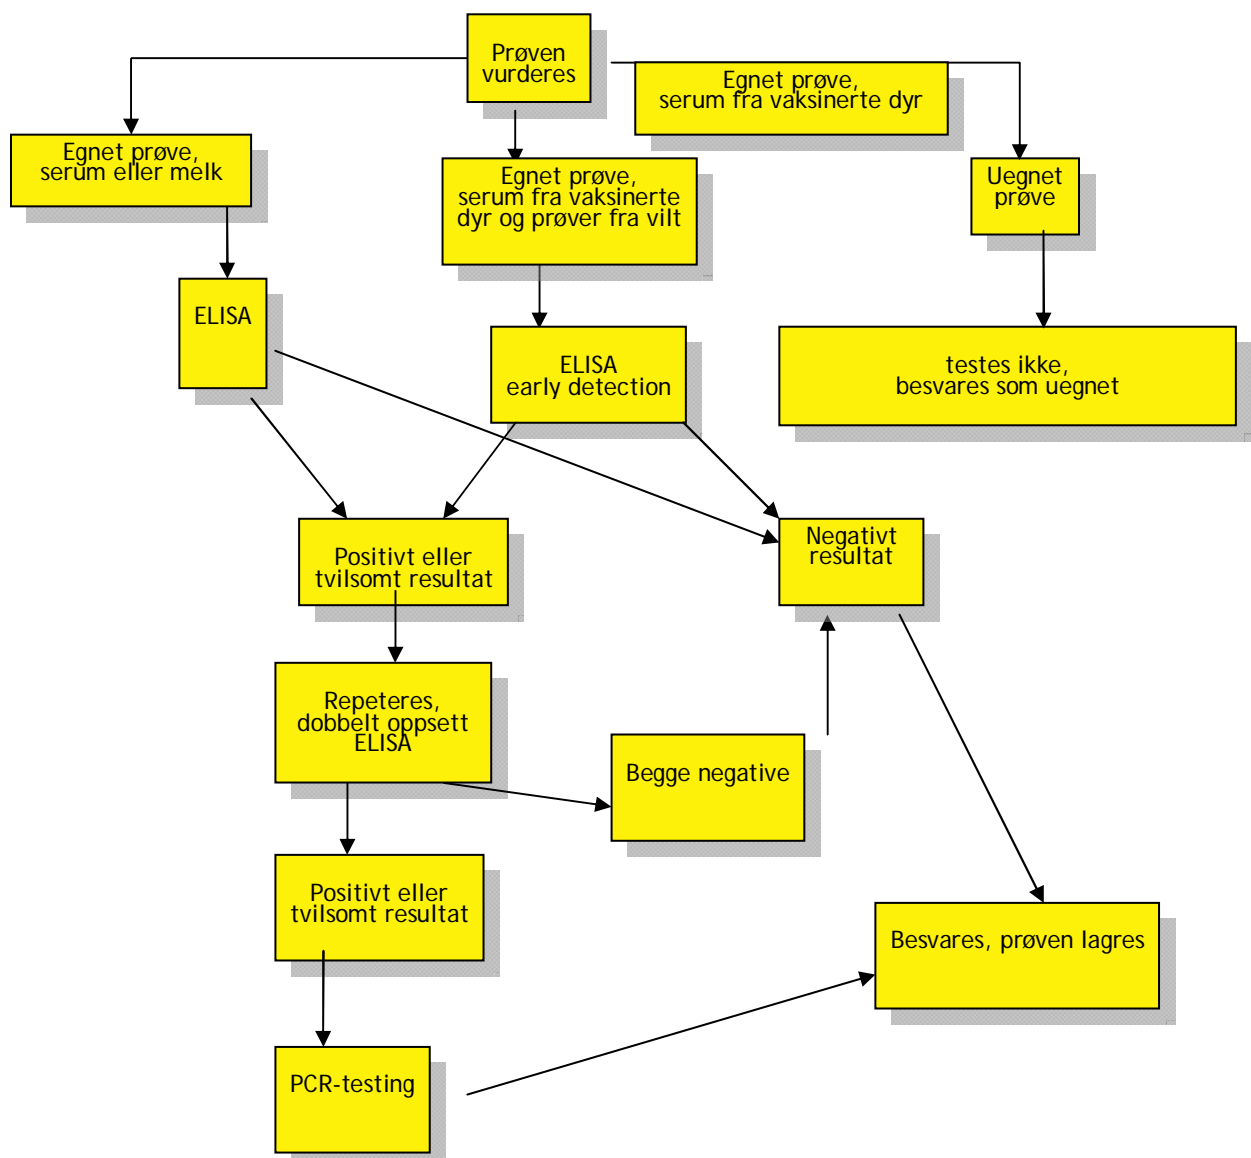 Prøven
vurderes
Egnet prøve,
serum fra vaksinerte dyr
Egnet prøve,
serum eller melk
Egnet prøve,
serum fra vaksinerte
dyr og prøver fra vilt
Uegnet
prøve
ELISA
ELISA
early detection
testes ikke,
besvares som uegnet
Positivt eller
tvilsomt resultat
Negativt
resultat
Repeteres,
dobbelt oppsett
ELISA
Begge negative
Positivt eller
tvilsomt resultat
Besvares, prøven lagres
PCR-testing